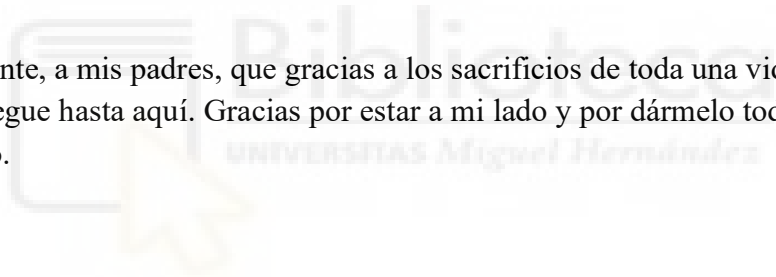 Biblioteca
nte, a mis padres, que gracias a los sacrificios de toda una vi
egue hasta aquí. Gracias por estar a mi lado y por dármelo to
UNIVERSITAS Miguel Hernández